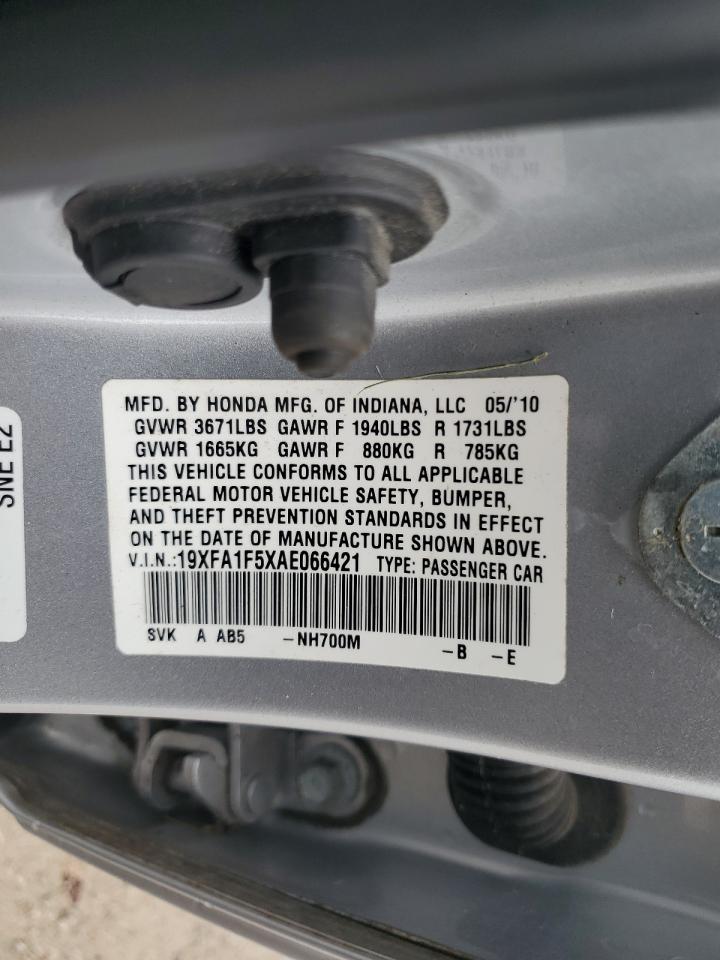 MFD. BY HONDA MFG. OF INDIANA, LLC 05/'10
GVWR 3671LBS GAWR F 1940LBS R 1731LBS
GVWR 1665KG GAWR F 880KG R 785KG
THIS VEHICLE CONFORMS TO ALL APPLICABLE
FEDERAL MOTOR VEHICLE SAFETY, BUMPER,
AND THEFT PREVENTION STANDARDS IN EFFECT
ON THE DATE OF MANUFACTURE SHOWN ABOVE.
V.I.N.:19XFA1F5XAE066421 TYPE: PASSENGER CAR
SVK A AB5 -NH700M -B -E